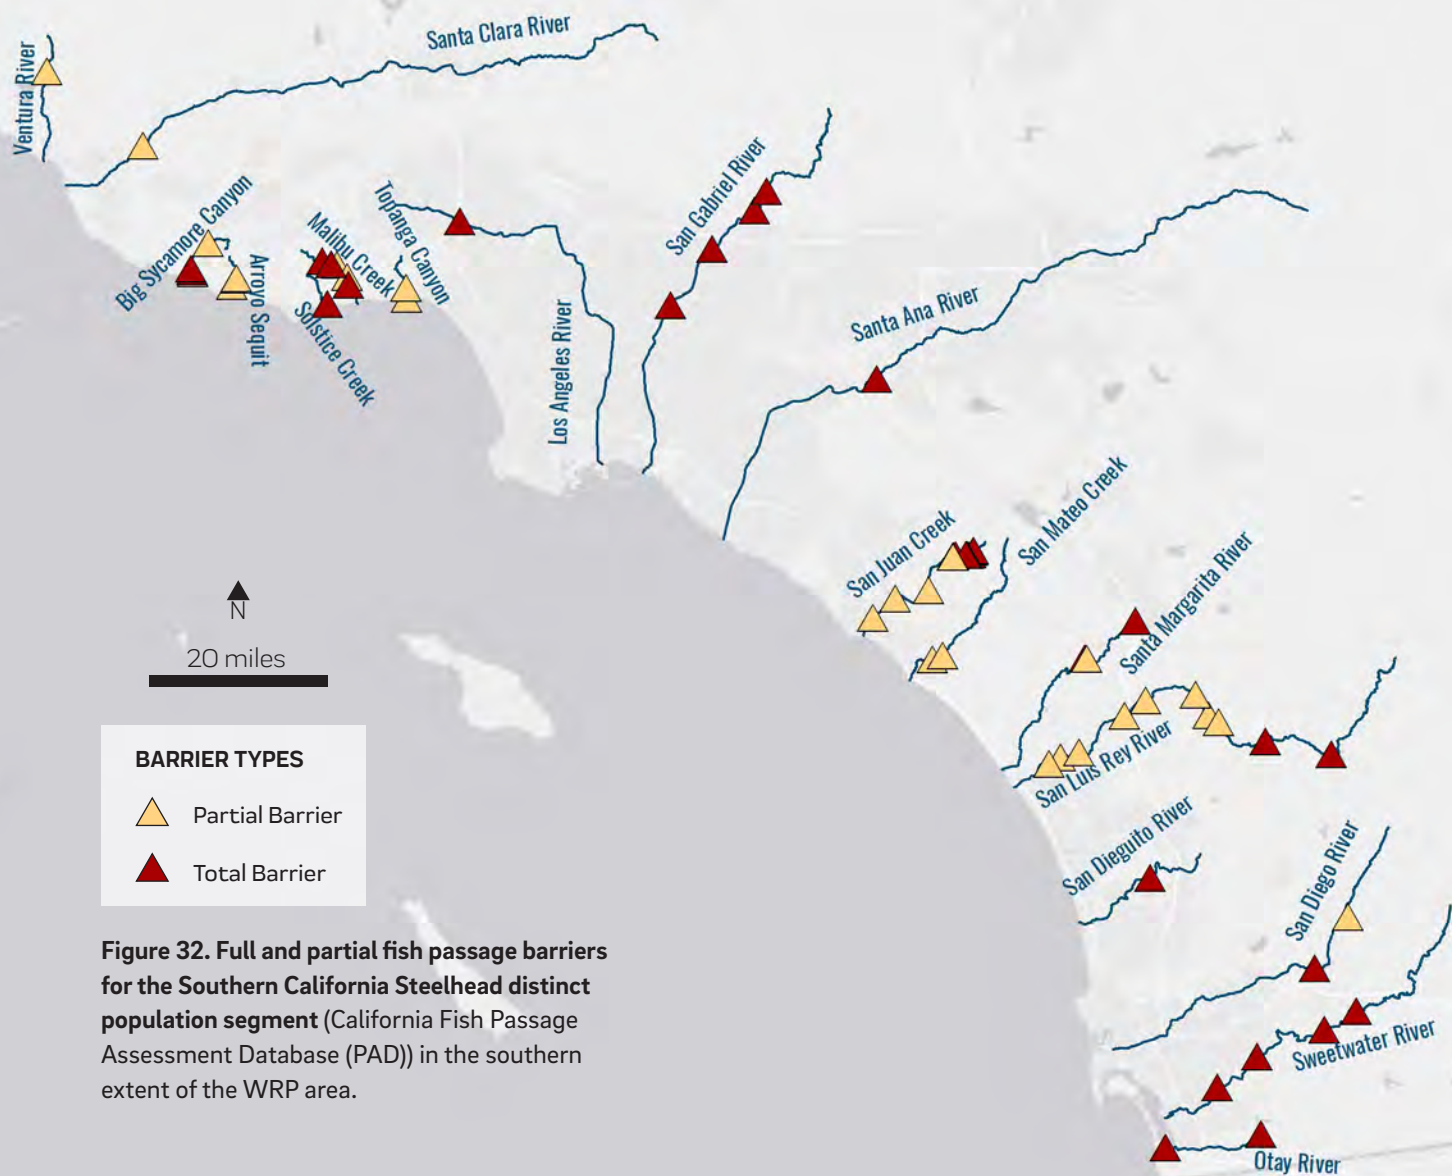 Santa Clara River
Ventura River
San Gabriel River
Big Sycamore Canyon
Arroyo Sequit
Malibu Creek
Topanga Canyon
Solstice Creek
Los Angeles River
Santa Ana River
San Juan Creek
San Mateo Creek
Santa Margarita River
San Luis Rey River
San Dieguito River
San Diego River
Sweetwater River
Otay River
N
20 miles
BARRIER TYPES
Partial Barrier
Total Barrier
Figure 32. Full and partial fish passage barriers
for the Southern California Steelhead distinct
population segment (California Fish Passage
Assessment Database (PAD)) in the southern
extent of the WRP area.